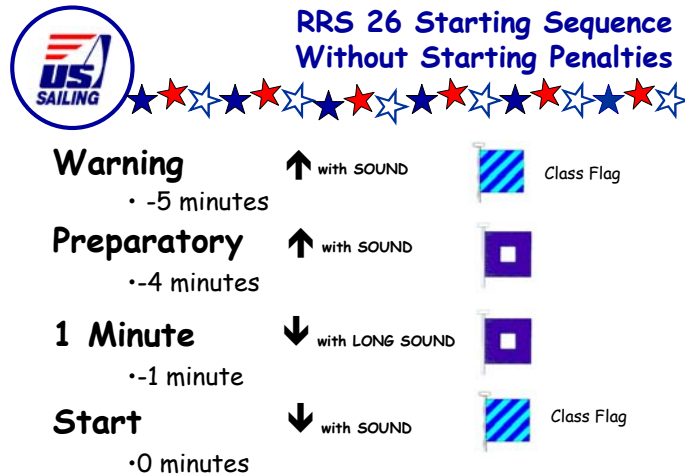 RRS 26 Starting Sequence
Without Starting Penalties
US
SAILING
Warning
with SOUND
Class Flag
• -5 minutes
Preparatory
with SOUND
•-4 minutes
1 Minute
with LONG SOUND
•-1 minute
Start
with SOUND
Class Flag
•0 minutes